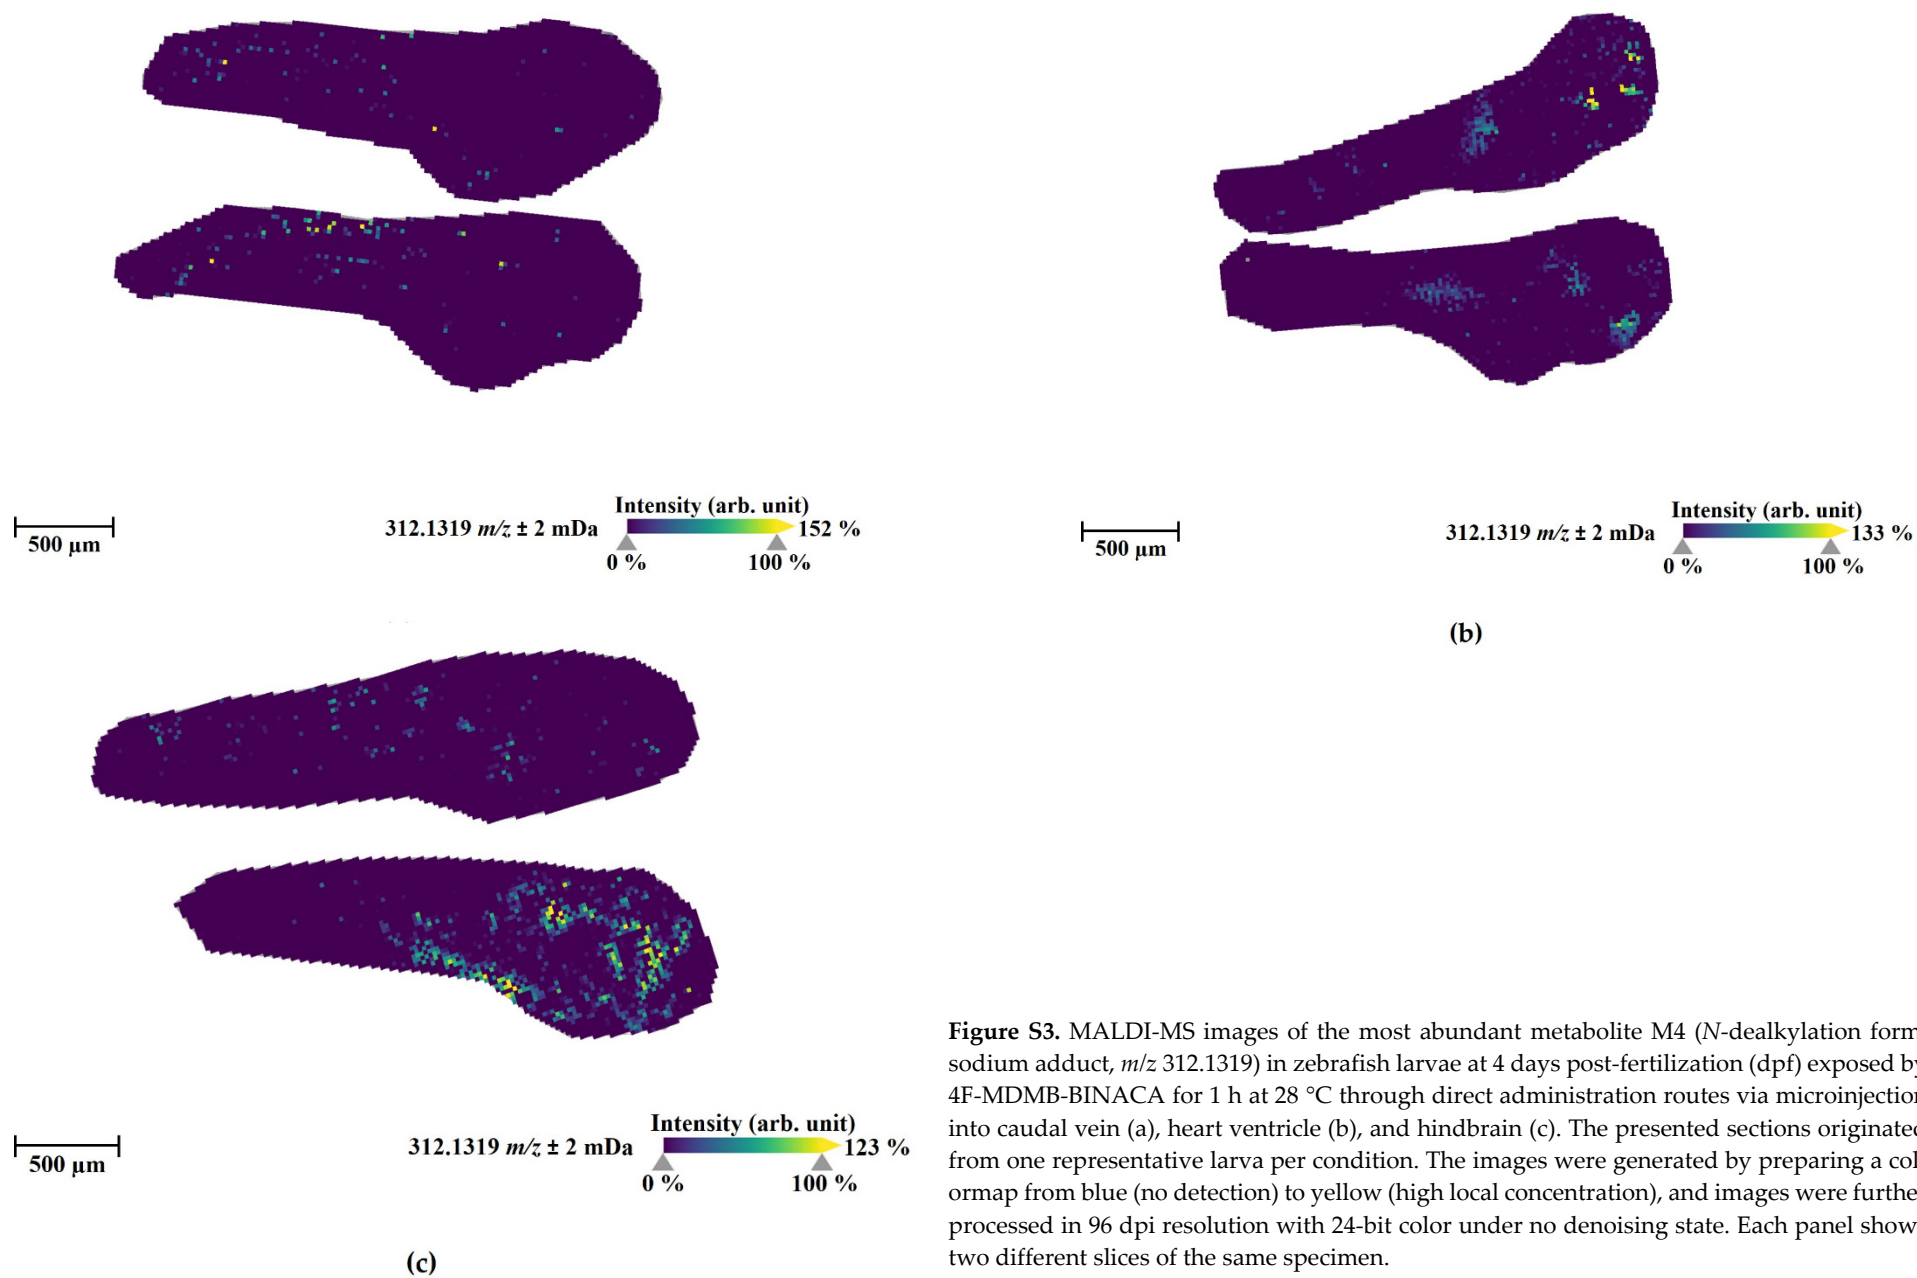 500 µm
312.1319 m/z ± 2 mDa
Intensity (arb. unit)
152 %
0 %
100 %
500 µm
312.1319 m/z ± 2 mDa
Intensity (arb. unit)
133 %
0 %
100 %
(b)
500 µm
312.1319 m/z ± 2 mDa
Intensity (arb. unit)
123 %
0 %
100 %
(c)
Figure S3. MALDI-MS images of the most abundant metabolite M4 (N-dealkylation form,
sodium adduct, m/z 312.1319) in zebrafish larvae at 4 days post-fertilization (dpf) exposed by
4F-MDMB-BINACA for 1 h at 28 °C through direct administration routes via microinjection
into caudal vein (a), heart ventricle (b), and hindbrain (c). The presented sections originated
from one representative larva per condition. The images were generated by preparing a col-
ormap from blue (no detection) to yellow (high local concentration), and images were further
processed in 96 dpi resolution with 24-bit color under no denoising state. Each panel shows
two different slices of the same specimen.